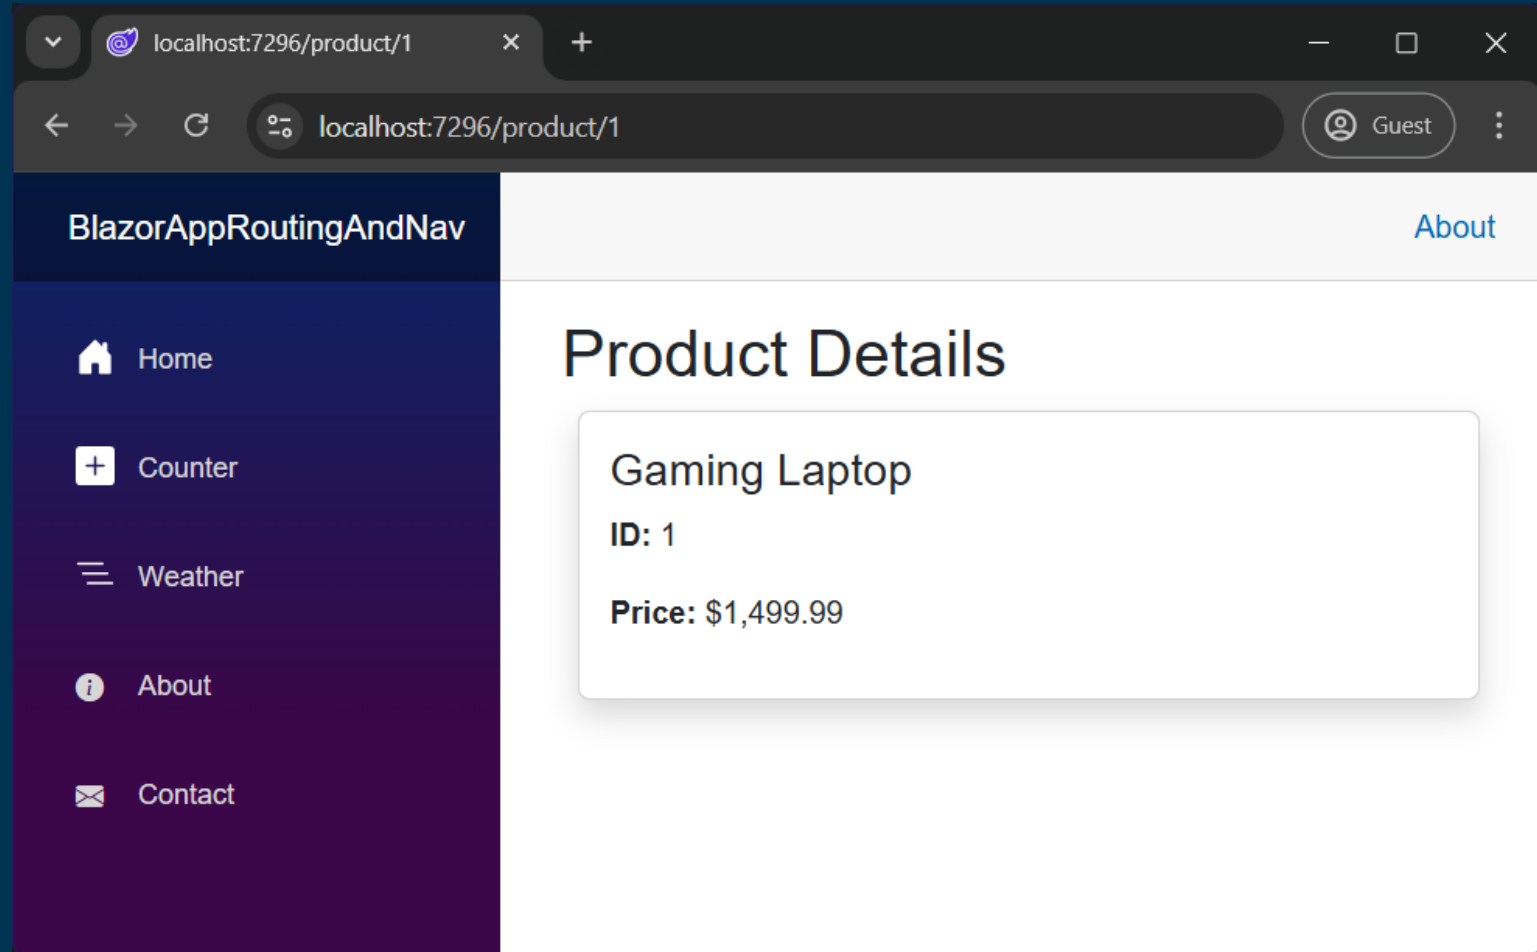 localhost:7296/product/1
localhost:7296/product/1
Guest
BlazorAppRoutingAndNav
About
Home
Counter
Weather
About
Contact
Product Details
Gaming Laptop
ID: 1
Price: $1,499.99